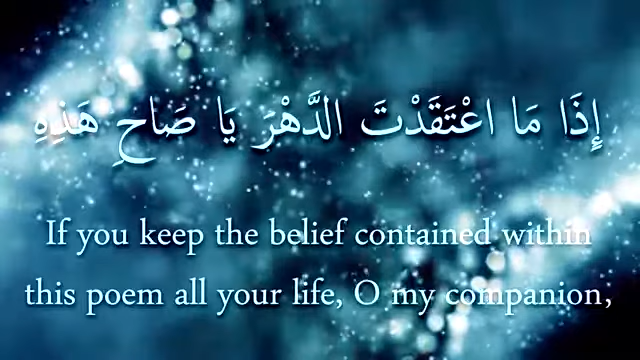 إِذَا مَا اعْتَقَدْتَ الدَّهْرَ يَا صَاحِ هَذِهِ
If you keep the belief contained within
this poem all your life, O my companion,